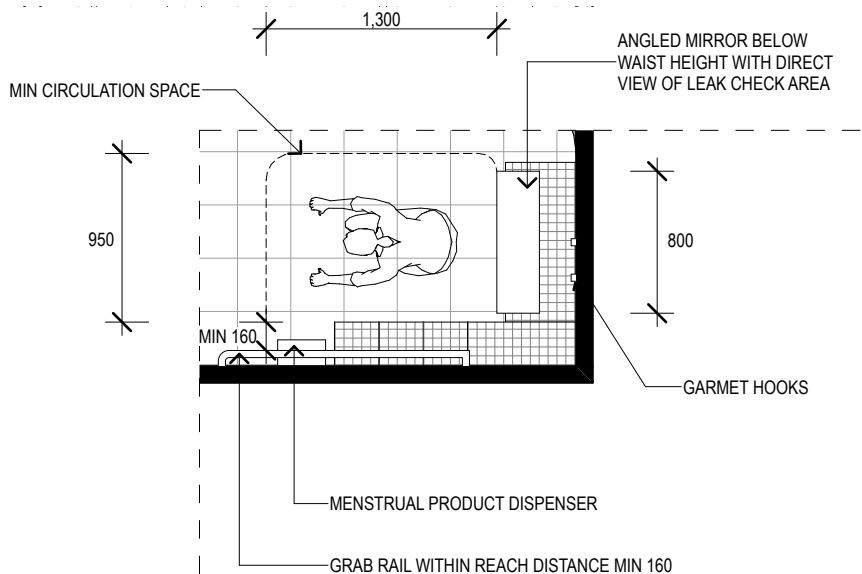 1,300
ANGLED MIRROR BELOW
WAIST HEIGHT WITH DIRECT
VIEW OF LEAK CHECK AREA
MIN CIRCULATION SPACE
950
800
MIN 160
GARMET HOOKS
MENSTRUAL PRODUCT DISPENSER
GRAB RAIL WITHIN REACH DISTANCE MIN 160